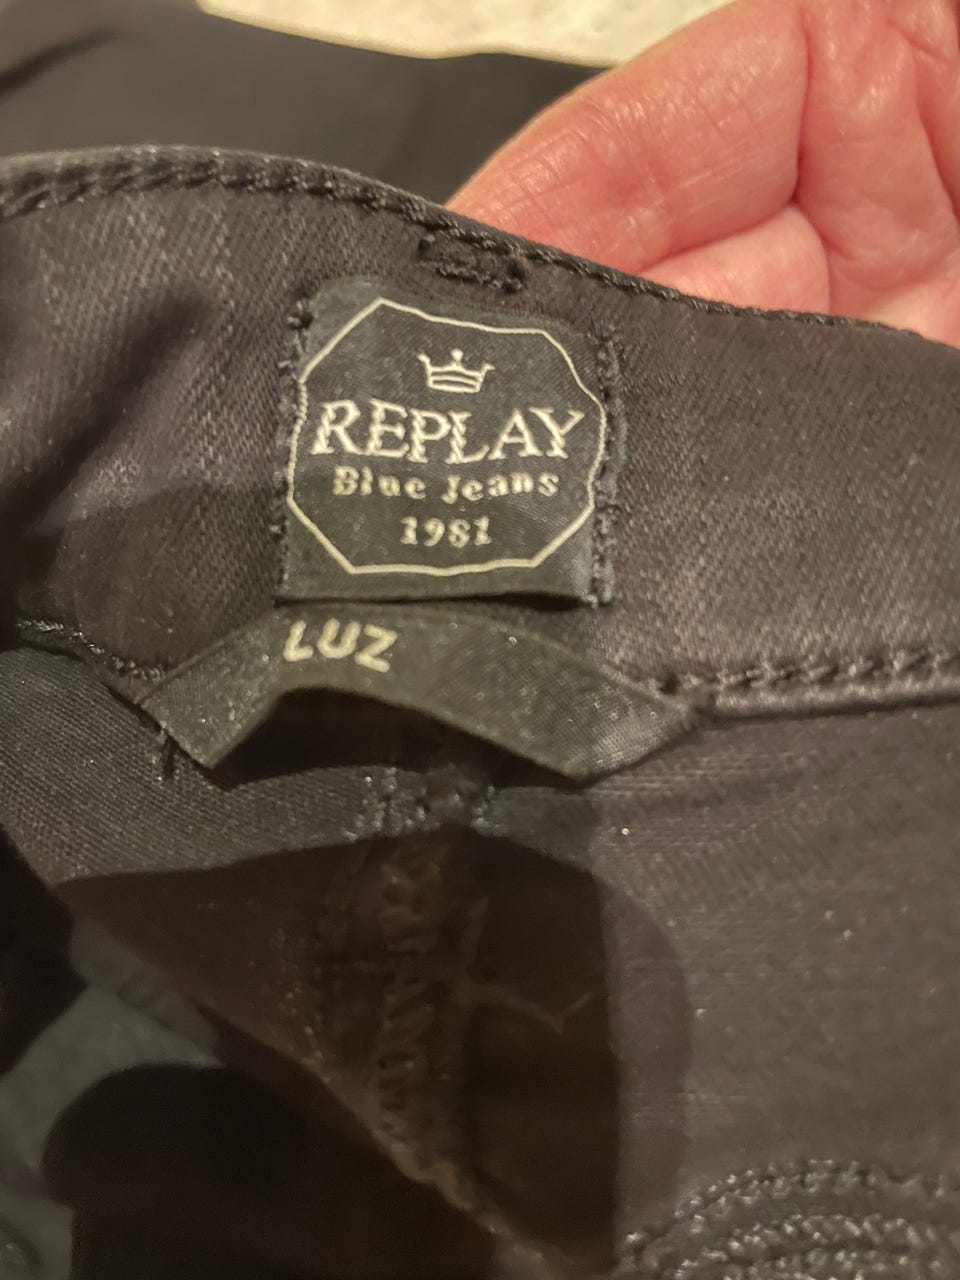 REPLAY
Blue Jeans
1981
LUZ